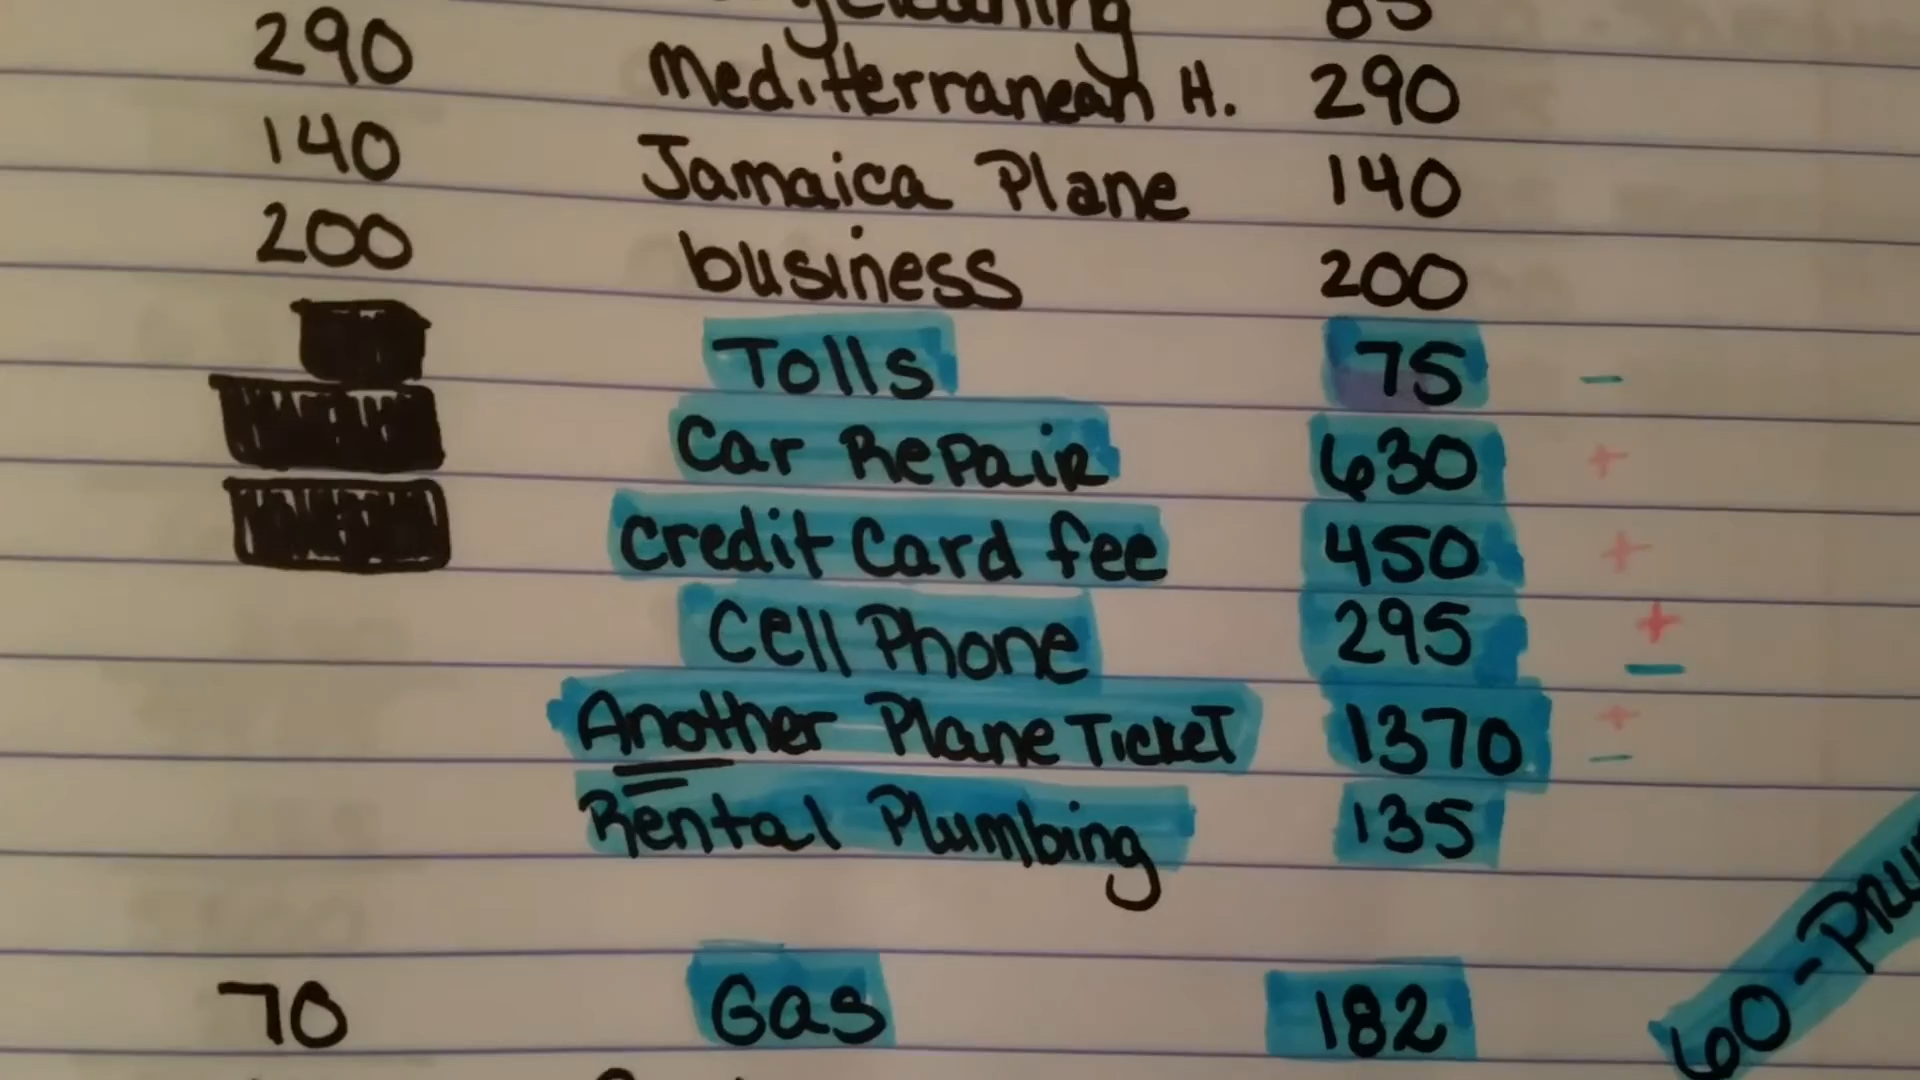 290 Mediterranean H. 290
140 Jamaica Plane 140
200 business 200
Tolls 75 -
Car Repair 630 +
Credit Card fee 450 +
Cell Phone 295 + -
Another Plane Ticket 1370 + -
Rental Plumbing 135
70 Gas 182
60 -